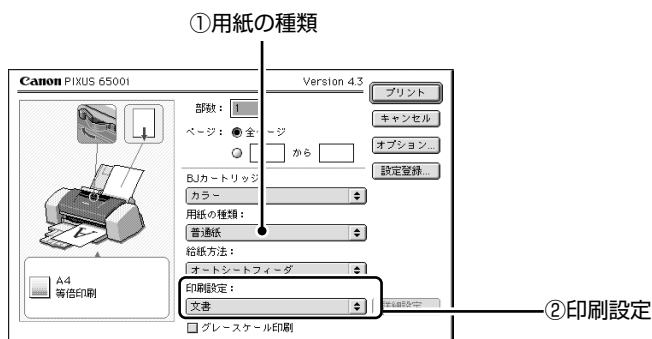 ①用紙の種類
Canon PIXUS 6500i Version 4.3
プリント
部数： 1
キャンセル
ページ： 全ページ
オプション...
から
設定登録...
BJカートリッジ
カラー
用紙の種類：
普通紙
給紙方法：
オートシートフィーダ
A4
等倍印刷
印刷設定：
文書
詳細設定
②印刷設定
グレースケール印刷